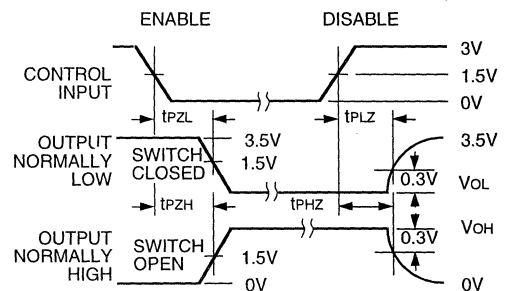 ENABLE DISABLE
3V
CONTROL INPUT 1.5V
0V
tPZL tPLZ
OUTPUT NORMALLY LOW
SWITCH CLOSED
3.5V
1.5V
3.5V
0.3V
VOL
tPZH tPHZ
VOH
0.3V
OUTPUT NORMALLY HIGH
SWITCH OPEN
1.5V
0V
0V